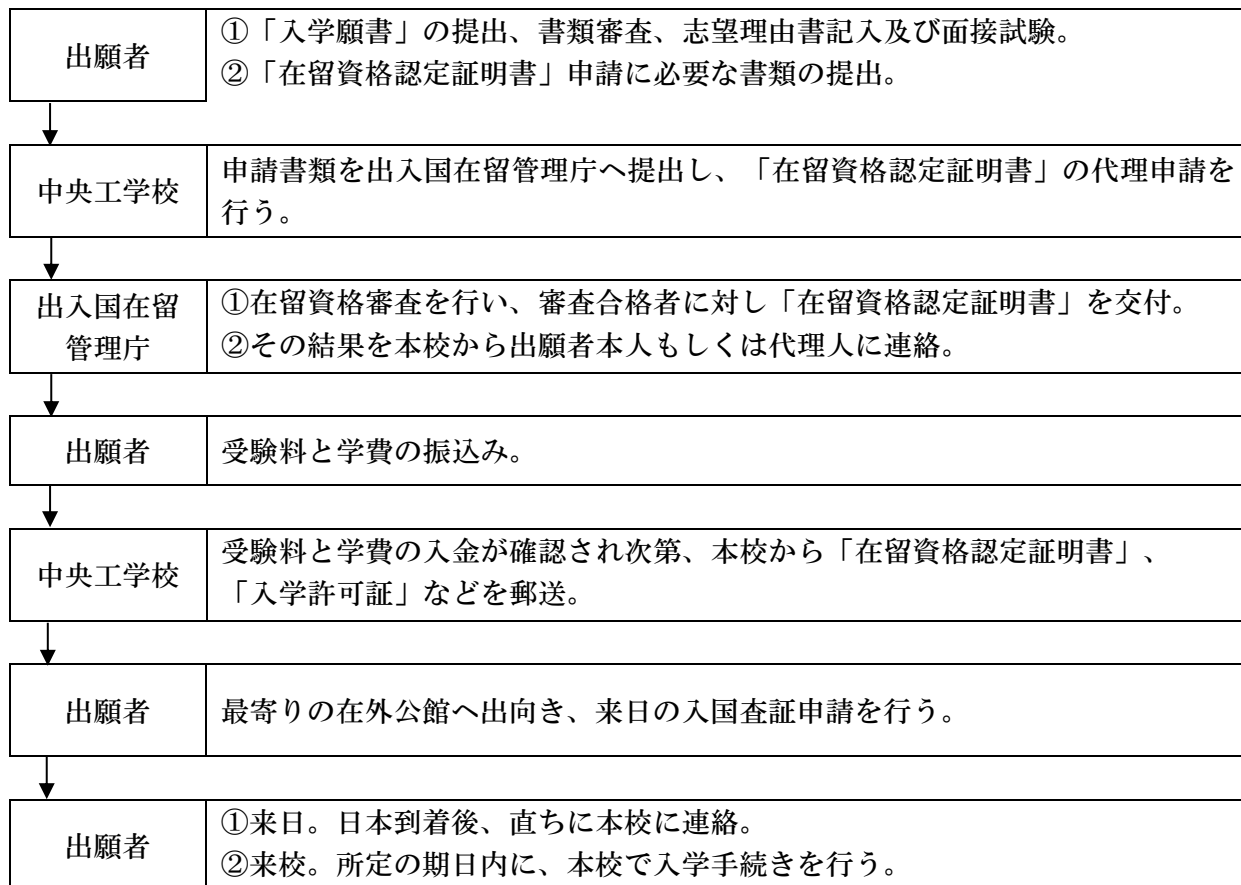 出願者
①「入学願書」の提出、書類審査、志望理由書記入及び面接試験。
②「在留資格認定証明書」申請に必要な書類の提出。
中央工学校
申請書類を出入国在留管理庁へ提出し、「在留資格認定証明書」の代理申請を
行う。
出入国在留
管理庁
①在留資格審査を行い、審査合格者に対し「在留資格認定証明書」を交付。
②その結果を本校から出願者本人もしくは代理人に連絡。
出願者
受験料と学費の振込み。
中央工学校
受験料と学費の入金が確認され次第、本校から「在留資格認定証明書」、
「入学許可証」などを郵送。
出願者
最寄りの在外公館へ出向き、来日の入国査証申請を行う。
出願者
①来日。日本到着後、直ちに本校に連絡。
②来校。所定の期日内に、本校で入学手続きを行う。